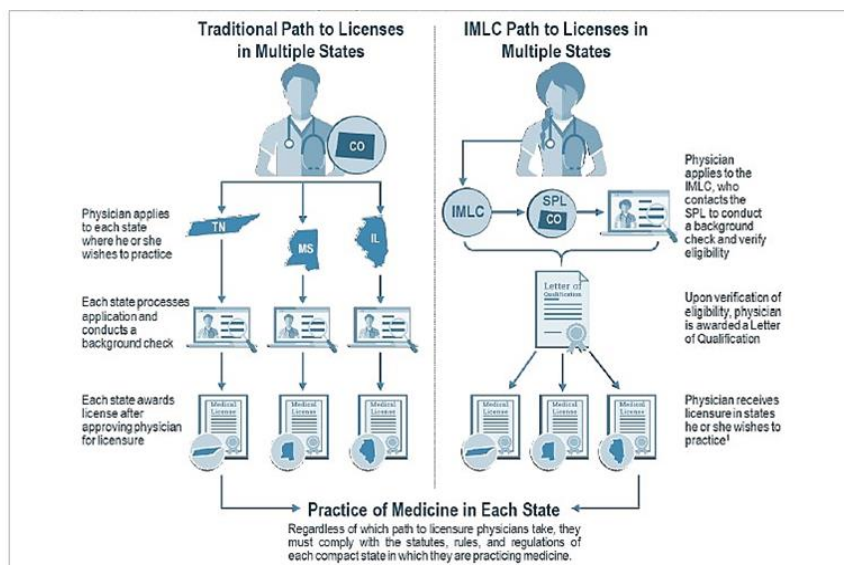 Traditional Path to Licenses
in Multiple States
CO
Physician applies
to each state
where he or she
wishes to practice
TN
MS
IL
Each state processes
application and
conducts a
background check
Each state awards
license after
approving physician
for licensure
Medical
License
Medical
License
Medical
License
IMLC Path to Licenses in
Multiple States
IMLC
SPL
CO
Physician
applies to the
IMLC, who
contacts the
SPL to conduct
a background
check and verify
eligibility
Letter of
Qualification
Upon verification of
eligibility, physician
is awarded a Letter
of Qualification
Medical
License
Medical
License
Medical
License
Physician receives
licensure in states
he or she wishes to
practice¹
Practice of Medicine in Each State
Regardless of which path to licensure physicians take, they
must comply with the statutes, rules, and regulations
of each compact state in which they are practicing medicine.